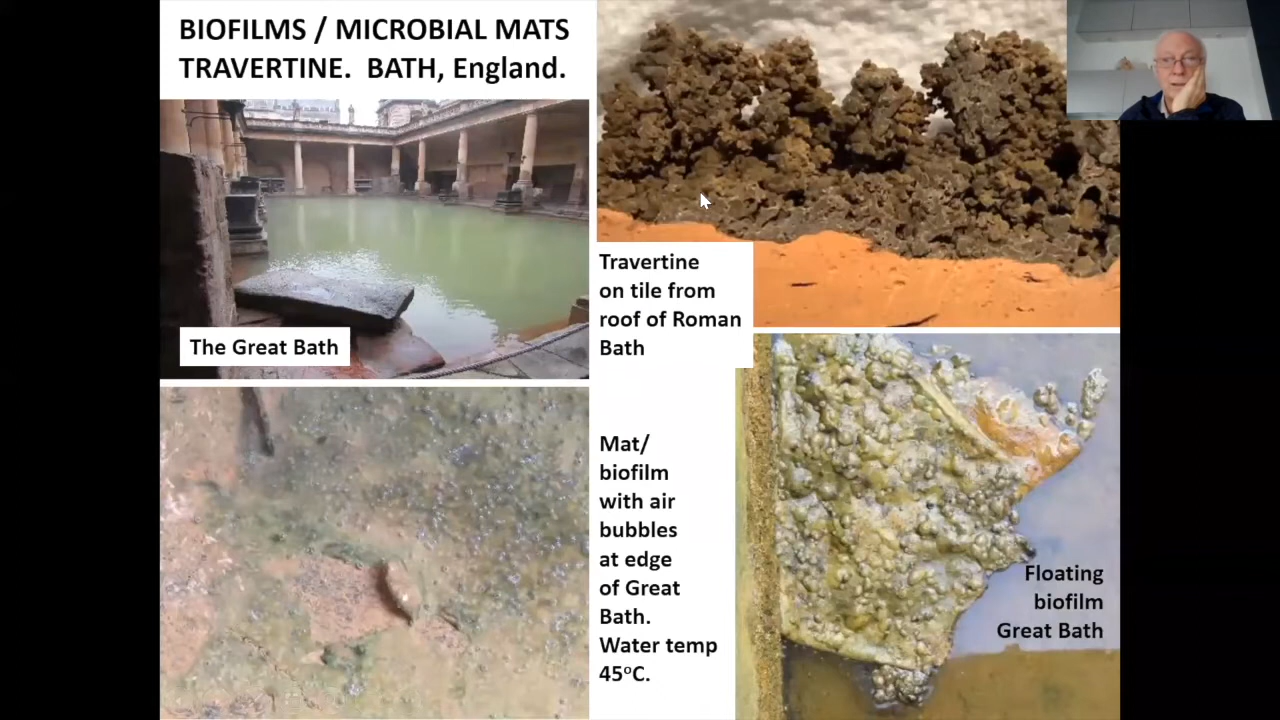 BIOFILMS / MICROBIAL MATS
TRAVERTINE.  BATH, England.
The Great Bath
Travertine
on tile from
roof of Roman
Bath
Mat/
biofilm
with air
bubbles
at edge
of Great
Bath.
Water temp
45°C.
Floating
biofilm
Great Bath